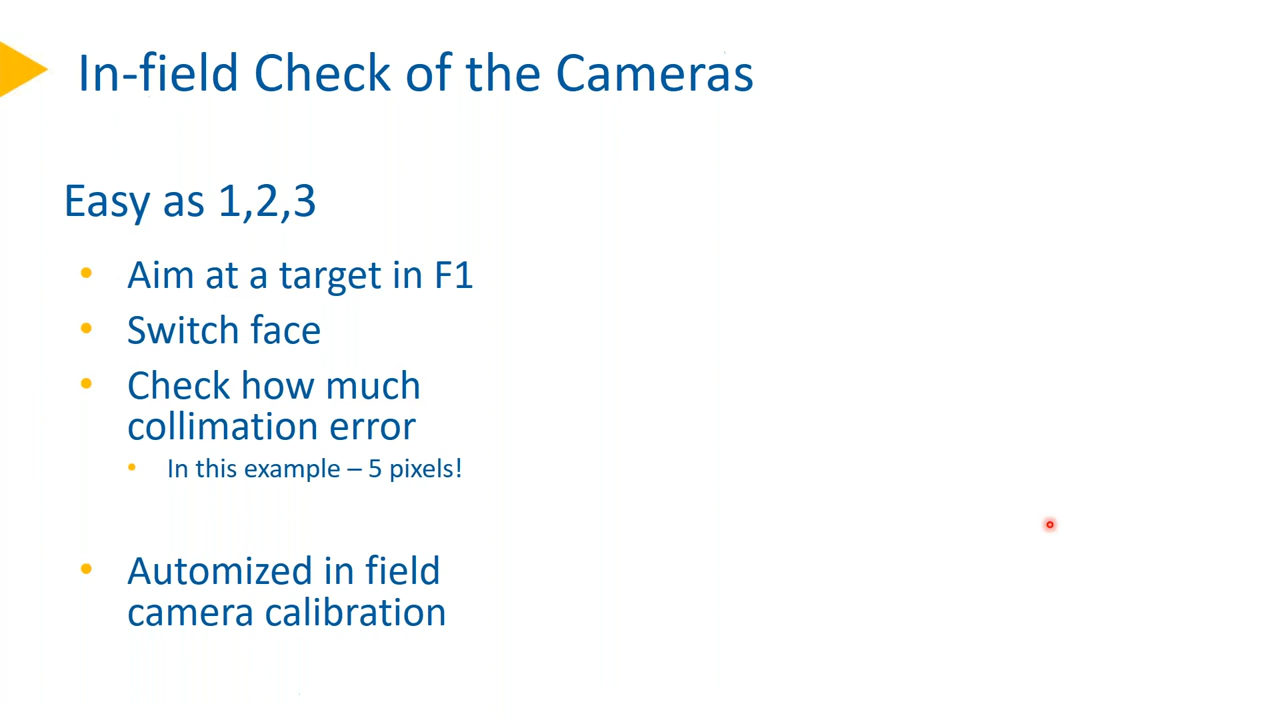 In-field Check of the Cameras
Easy as 1,2,3
• Aim at a target in F1
• Switch face
• Check how much
collimation error
• In this example – 5 pixels!
• Automized in field
camera calibration